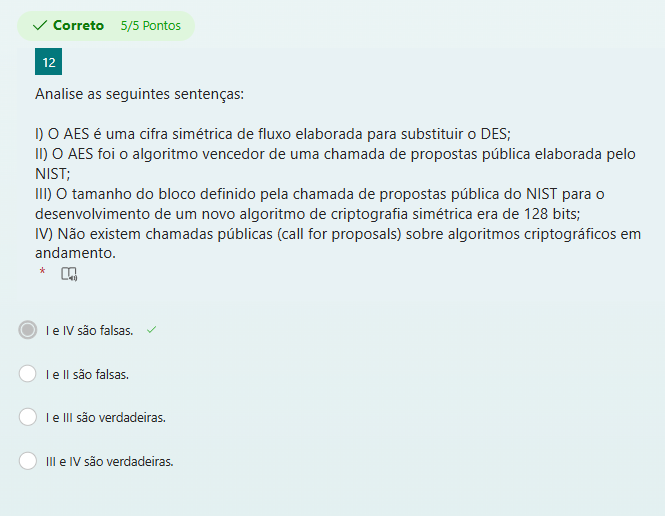 Correto 5/5 Pontos
12
Analise as seguintes sentenças:
I) O AES é uma cifra simétrica de fluxo elaborada para substituir o DES;
II) O AES foi o algoritmo vencedor de uma chamada de propostas pública elaborada pelo
NIST;
III) O tamanho do bloco definido pela chamada de propostas pública do NIST para o
desenvolvimento de um novo algoritmo de criptografia simétrica era de 128 bits;
IV) Não existem chamadas públicas (call for proposals) sobre algoritmos criptográficos em
andamento.
*
I e IV são falsas.
I e II são falsas.
I e III são verdadeiras.
III e IV são verdadeiras.